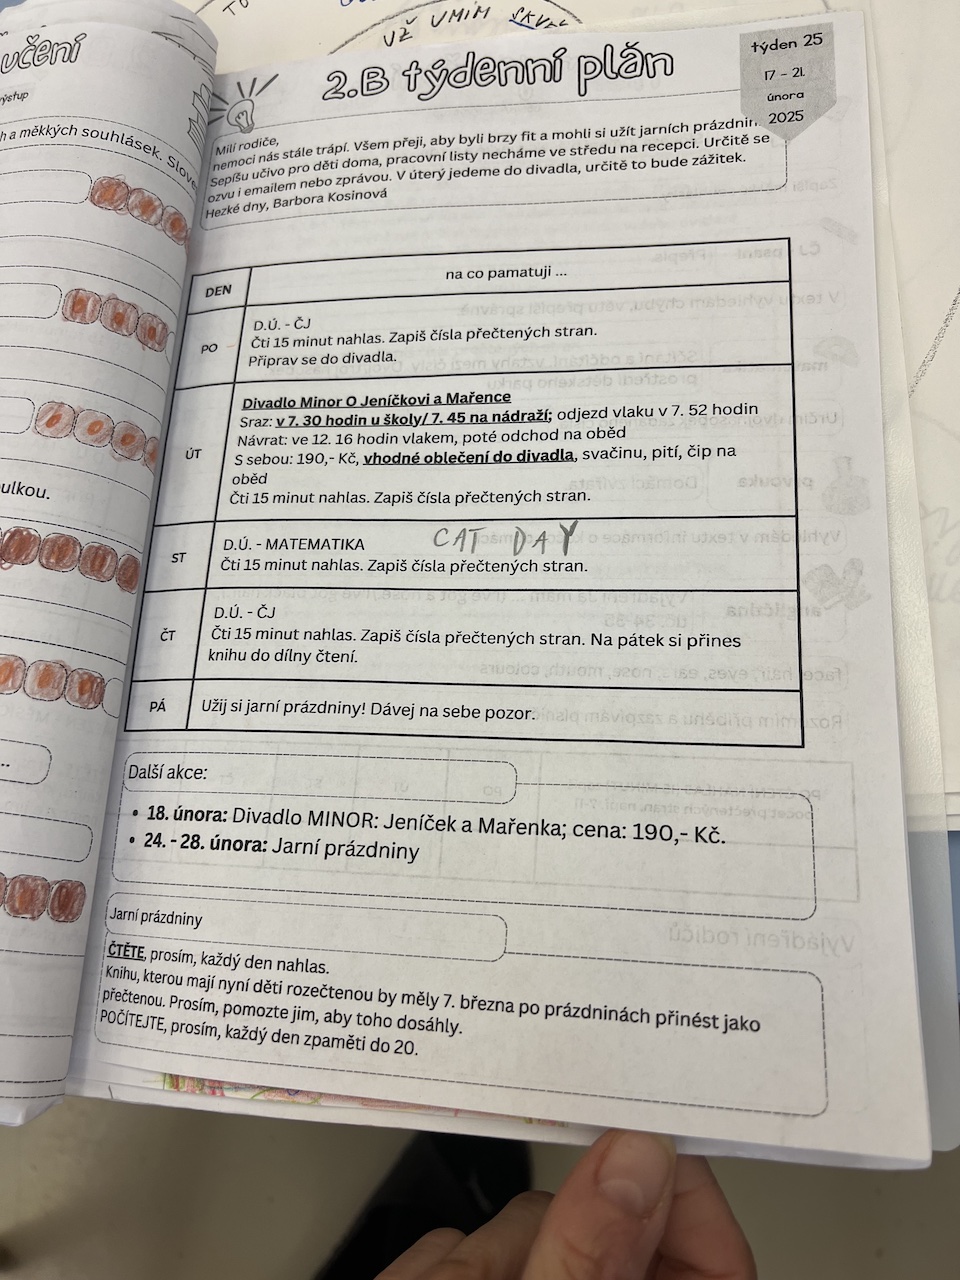 TO
UŽ UMÍM
učení
výstup
h a měkkých souhlásek.
ulkou.
...
2.B týdenní plán
týden 25
17 - 21.
února
2025
Milí rodiče,
nemoci nás stále trápí. Všem přeji, aby byli brzy fit a mohli si užít jarních prázdnin.
Sepíšu učivo pro děti doma, pracovní listy necháme ve středu na recepci. Určitě se
ozvu i emailem nebo zprávou. V úterý jedeme do divadla, určitě to bude zážitek.
Hezké dny, Barbora Kosinová
DEN
na co pamatuji ...
PO
D.Ú. - ČJ
Čti 15 minut nahlas. Zapiš čísla přečtených stran.
Připrav se do divadla.
ÚT
Divadlo Minor O Jeníčkovi a Mařence
Sraz: v 7. 30 hodin u školy/ 7. 45 na nádraží; odjezd vlaku v 7. 52 hodin
Návrat: ve 12. 16 hodin vlakem, poté odchod na oběd
S sebou: 190,- Kč, vhodné oblečení do divadla, svačinu, pití, čip na
oběd
Čti 15 minut nahlas. Zapiš čísla přečtených stran.
ST
D.Ú. - MATEMATIKA CAT DAY
Čti 15 minut nahlas. Zapiš čísla přečtených stran.
ČT
D.Ú. - ČJ
Čti 15 minut nahlas. Zapiš čísla přečtených stran. Na pátek si přines
knihu do dílny čtení.
PÁ
Užij si jarní prázdniny! Dávej na sebe pozor.
Další akce:
• 18. února: Divadlo MINOR: Jeníček a Mařenka; cena: 190,- Kč.
• 24. - 28. února: Jarní prázdniny
Jarní prázdniny
ČTĚTE, prosím, každý den nahlas.
Knihu, kterou mají nyní děti rozečtenou by měly 7. března po prázdninách přinést jako
přečtenou. Prosím, pomozte jim, aby toho dosáhly.
POČÍTEJTE, prosím, každý den zpaměti do 20.